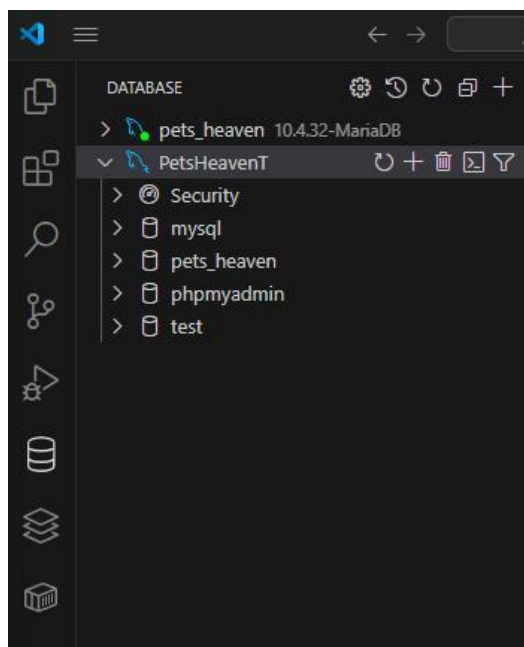 DATABASE
pets_heaven 10.4.32-MariaDB
PetsHeavenT
Security
mysql
pets_heaven
phpmyadmin
test